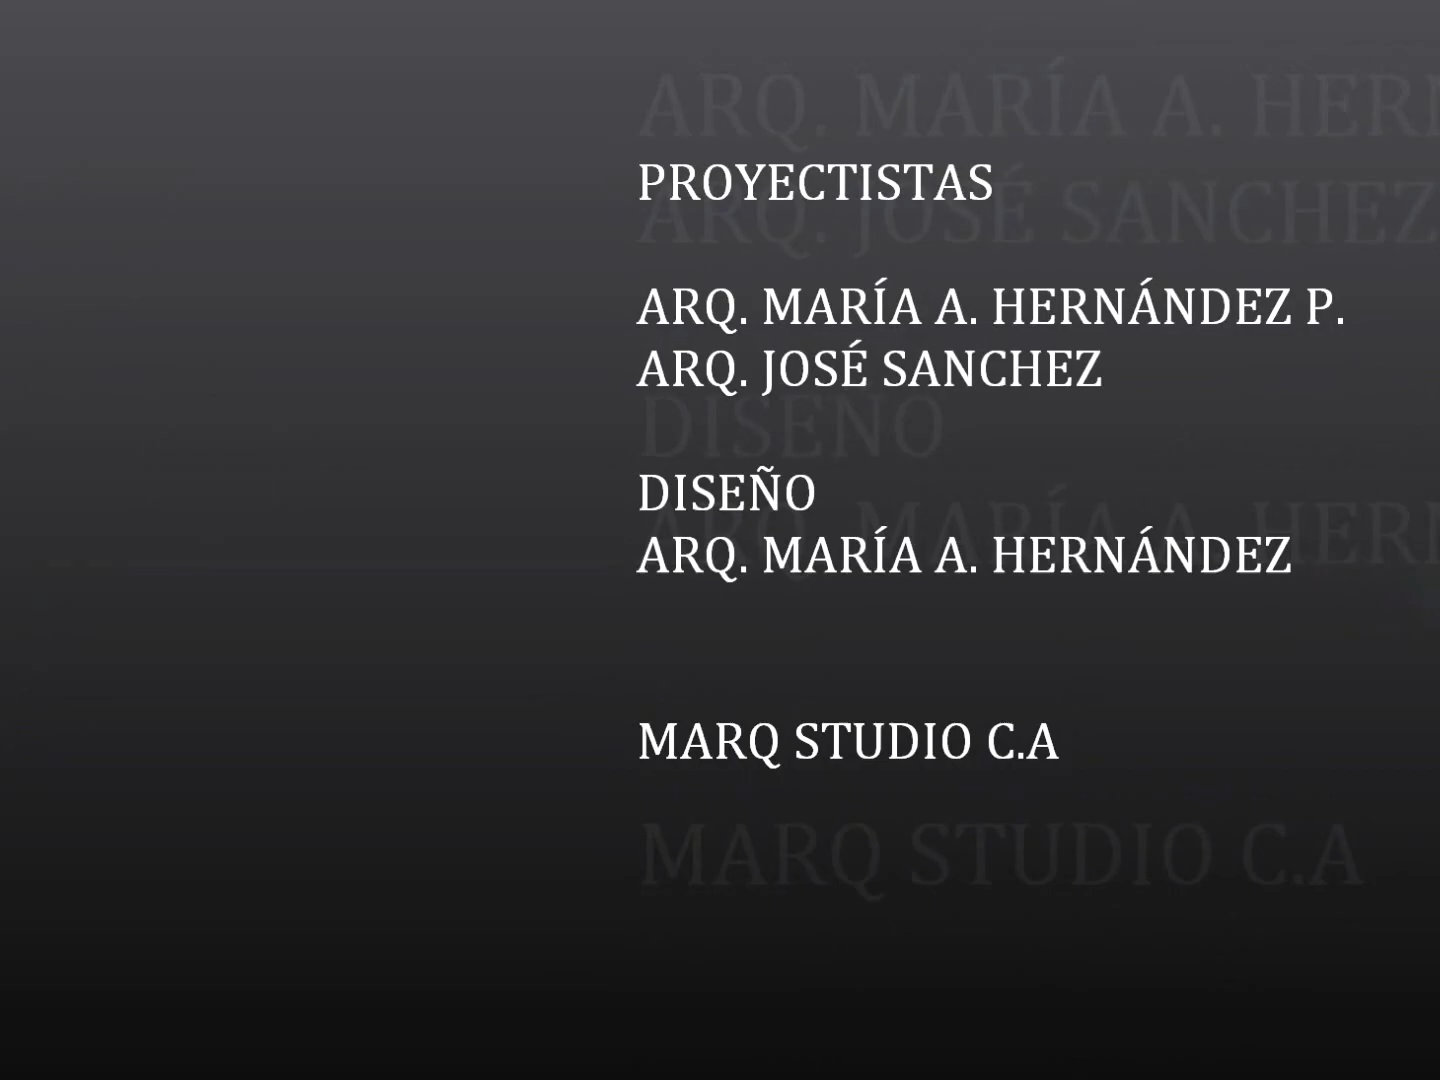 PROYECTISTAS
ARQ. MARÍA A. HERNÁNDEZ P.
ARQ. JOSÉ SANCHEZ
DISEÑO
ARQ. MARÍA A. HERNÁNDEZ
MARQ STUDIO C.A